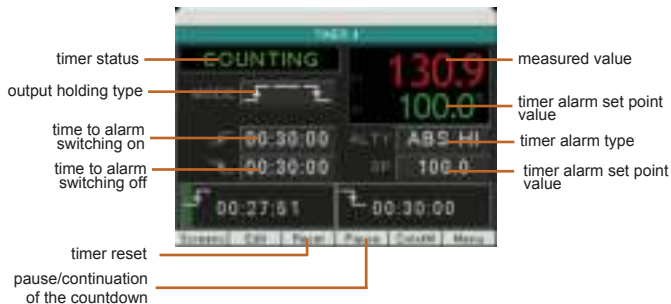 TIMER 1
timer status
COUNTING
130.9
measured value
output holding type
100.0
timer alarm set point
value
time to alarm
switching on
00:30:00
ABS HI
timer alarm type
time to alarm
switching off
00:30:00
SP
100.0
timer alarm set point
value
00:27:51
00:30:00
Screens
Edit
Reset
Pause
Menu
timer reset
pause/continuation
of the countdown